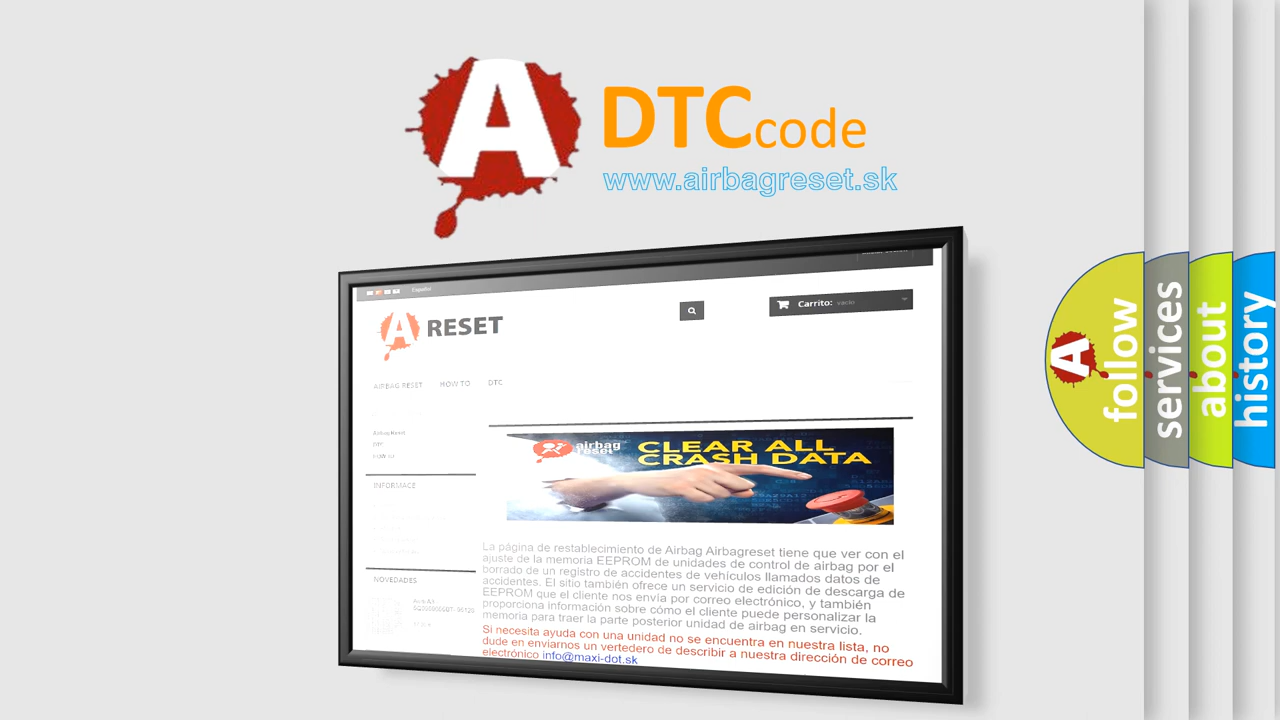 A DTCcode
www.airbagreset.sk
Español
A RESET
Carrito: vacío
AIRBAG RESET HOW TO DTC
Airbag Reset
DTC
INFORMACE
NOVEDADES
airbag
reset
CLEAR ALL
CRASH DATA
La página de restablecimiento de Airbag Airbagreset tiene que ver con el
ajuste de la memoria EEPROM de unidades de control de airbag por el
borrado de un registro de accidentes de vehículos llamados datos de
accidentes. El sitio también ofrece un servicio de edición de descarga de
EEPROM que el cliente nos envía por correo electrónico, y también
proporciona información sobre cómo el cliente puede personalizar la
memoria para traer la parte posterior unidad de airbag en servicio.
Si necesita ayuda con una unidad no se encuentra en nuestra lista, no
dude en enviarnos un vertedero de describir a nuestra dirección de correo
electrónico info@maxi-dot.sk
A follow
services
about
history